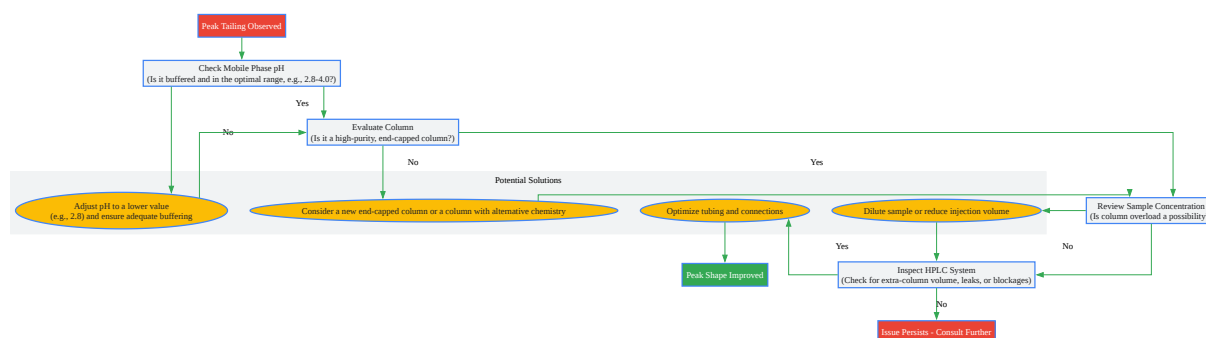 Peak Tailing Observed
Check Mobile Phase pH
(Is it buffered and in the optimal range, e.g., 2.8-4.0?)
Yes
Evaluate Column
(Is it a high-purity, end-capped column?)
No
No
Yes
Potential Solutions
Adjust pH to a lower value
(e.g., 2.8) and ensure adequate buffering
Consider a new end-capped column or a column with alternative chemistry
Optimize tubing and connections
Dilute sample or reduce injection volume
Review Sample Concentration
(Is column overload a possibility
Yes
No
Peak Shape Improved
Inspect HPLC System
(Check for extra-column volume, leaks, or blockages)
No
Issue Persists - Consult Further